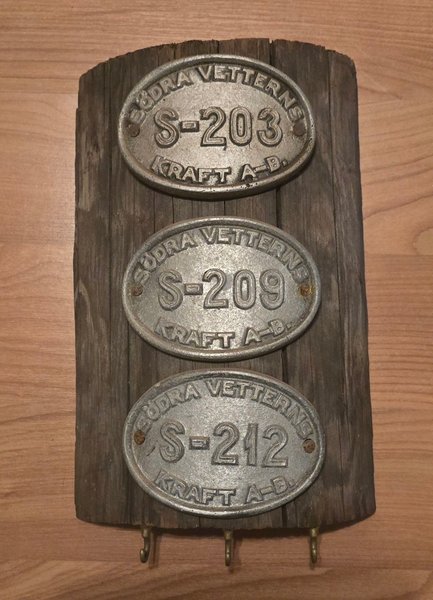 SÖDRA VETTERNS
S-203
KRAFT A-B.
SÖDRA VETTERNS
S-209
KRAFT A-B.
SÖDRA VETTERNS
S-212
KRAFT A-B.